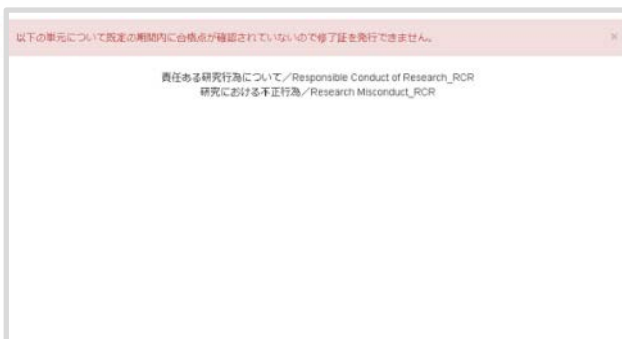 以下の単元について既定の期間内に合格点が確認されていないので修了証を発行できません。 ×
責任ある研究行為について／Responsible Conduct of Research_RCR
研究における不正行為／Research Misconduct_RCR